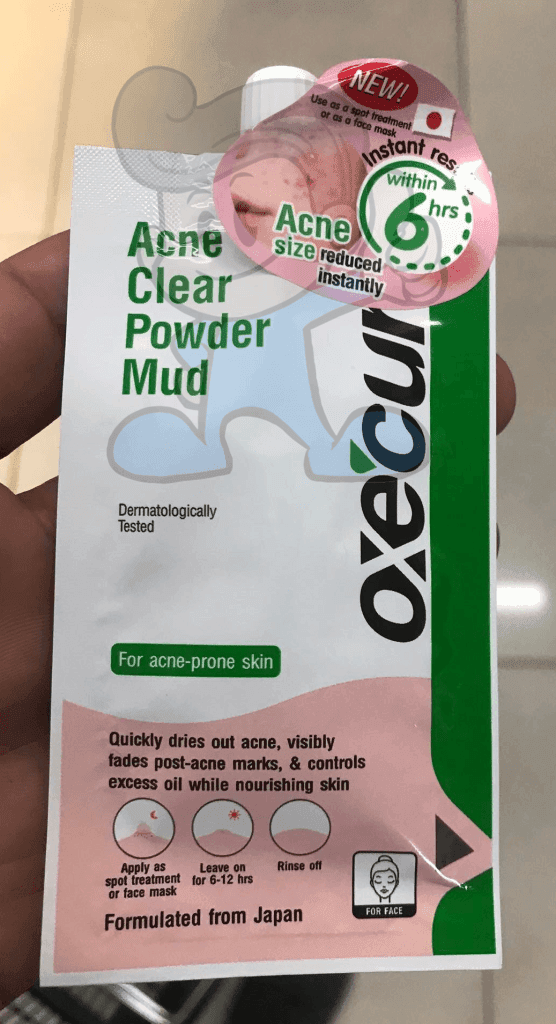 NEW!
Use as a spot treatment
or as a face mask
Instant res
within
6 hrs
Acne
size reduced
instantly
Acne
Clear
Powder
Mud
oxecur
Dermatologically
Tested
For acne-prone skin
Quickly dries out acne, visibly
fades post-acne marks, & controls
excess oil while nourishing skin
Apply as
spot treatment
or face mask
Leave on
for 6-12 hrs
Rinse off
Formulated from Japan
FOR FACE